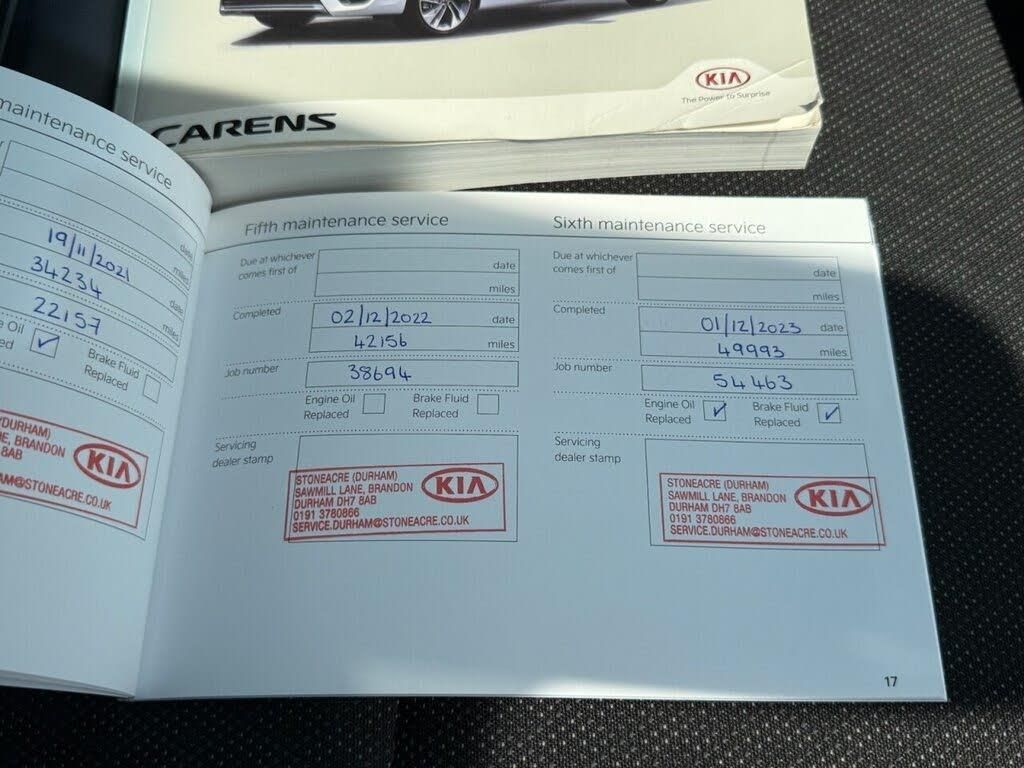 KIA
The Power to Surprise
CARENS
maintenance service
date
19/11/2021
miles
34234
date
22157
miles
Oil
Brake Fluid
Replaced
(DURHAM)
BRANDON
8AB
KIA
@STONEACRE.CO.UK
Fifth maintenance service
Due at whichever
comes first of
date
miles
Completed
02/12/2022 date
42156 miles
Job number
38694
Engine Oil
Replaced
Brake Fluid
Replaced
Servicing
dealer stamp
STONEACRE (DURHAM)
SAWMILL LANE, BRANDON
DURHAM DH7 8AB
0191 3780866
SERVICE.DURHAM@STONEACRE.CO.UK
KIA
Sixth maintenance service
Due at whichever
comes first of
date
miles
Completed
01/12/2023 date
49993 miles
Job number
54463
Engine Oil
Replaced
✓
Brake Fluid
Replaced
✓
Servicing
dealer stamp
STONEACRE (DURHAM)
SAWMILL LANE, BRANDON
DURHAM DH7 8AB
0191 3780866
SERVICE.DURHAM@STONEACRE.CO.UK
KIA
17